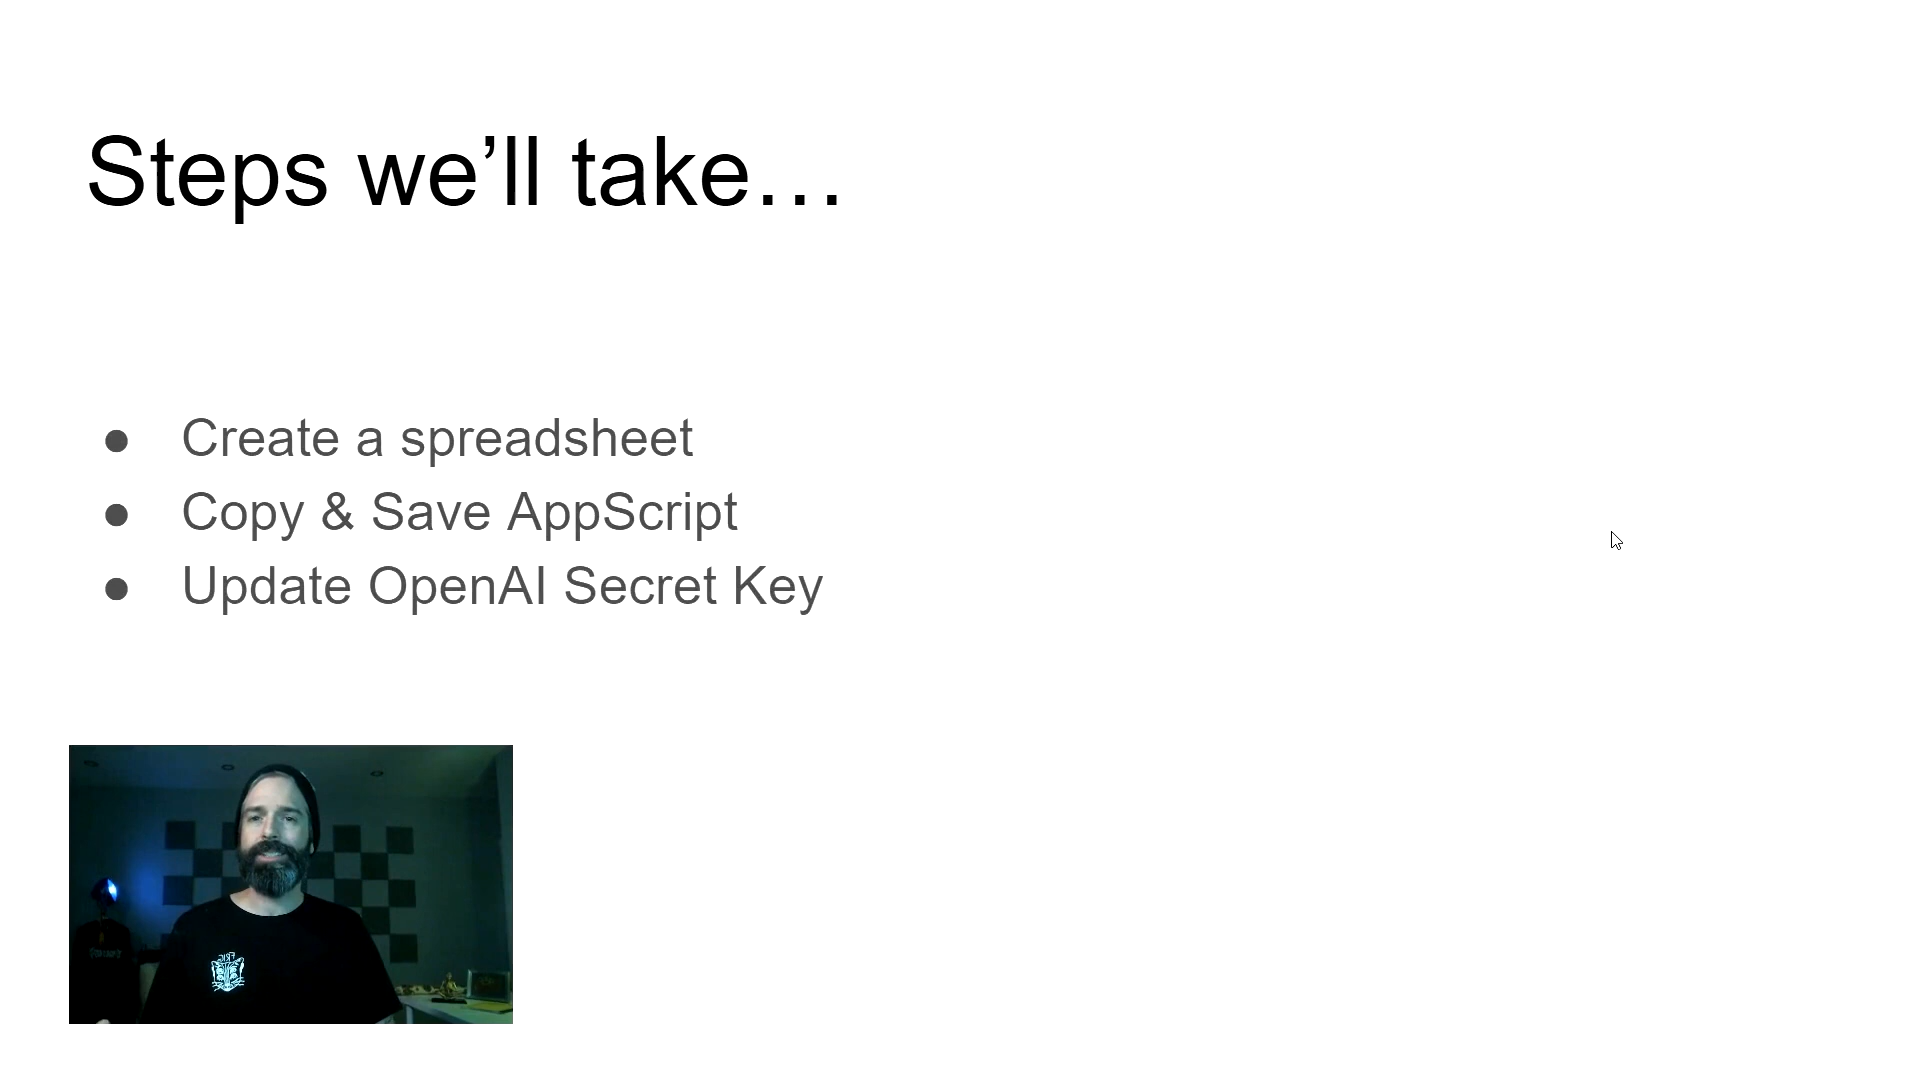 Steps we’ll take…
● Create a spreadsheet
● Copy & Save AppScript
● Update OpenAI Secret Key